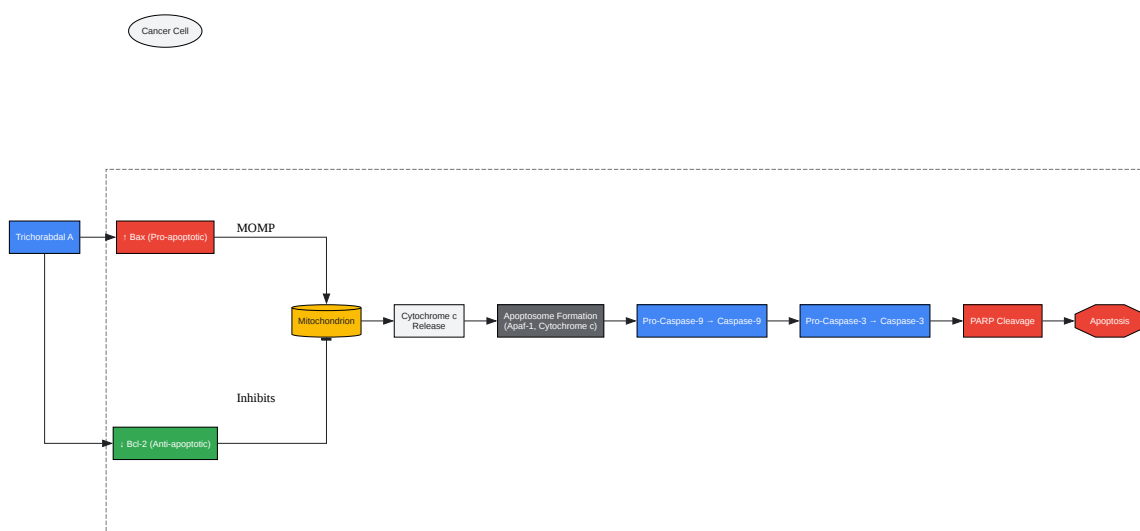 Cancer Cell
Trichorabdal A
↑ Bax (Pro-apoptotic)
MOMP
Mitochondrion
Cytochrome c
Release
Apoptosome Formation
(Apaf-1, Cytochrome c)
Pro-Caspase-9 → Caspase-9
Pro-Caspase-3 → Caspase-3
PARP Cleavage
Apoptosis
Inhibits
↓ Bcl-2 (Anti-apoptotic)